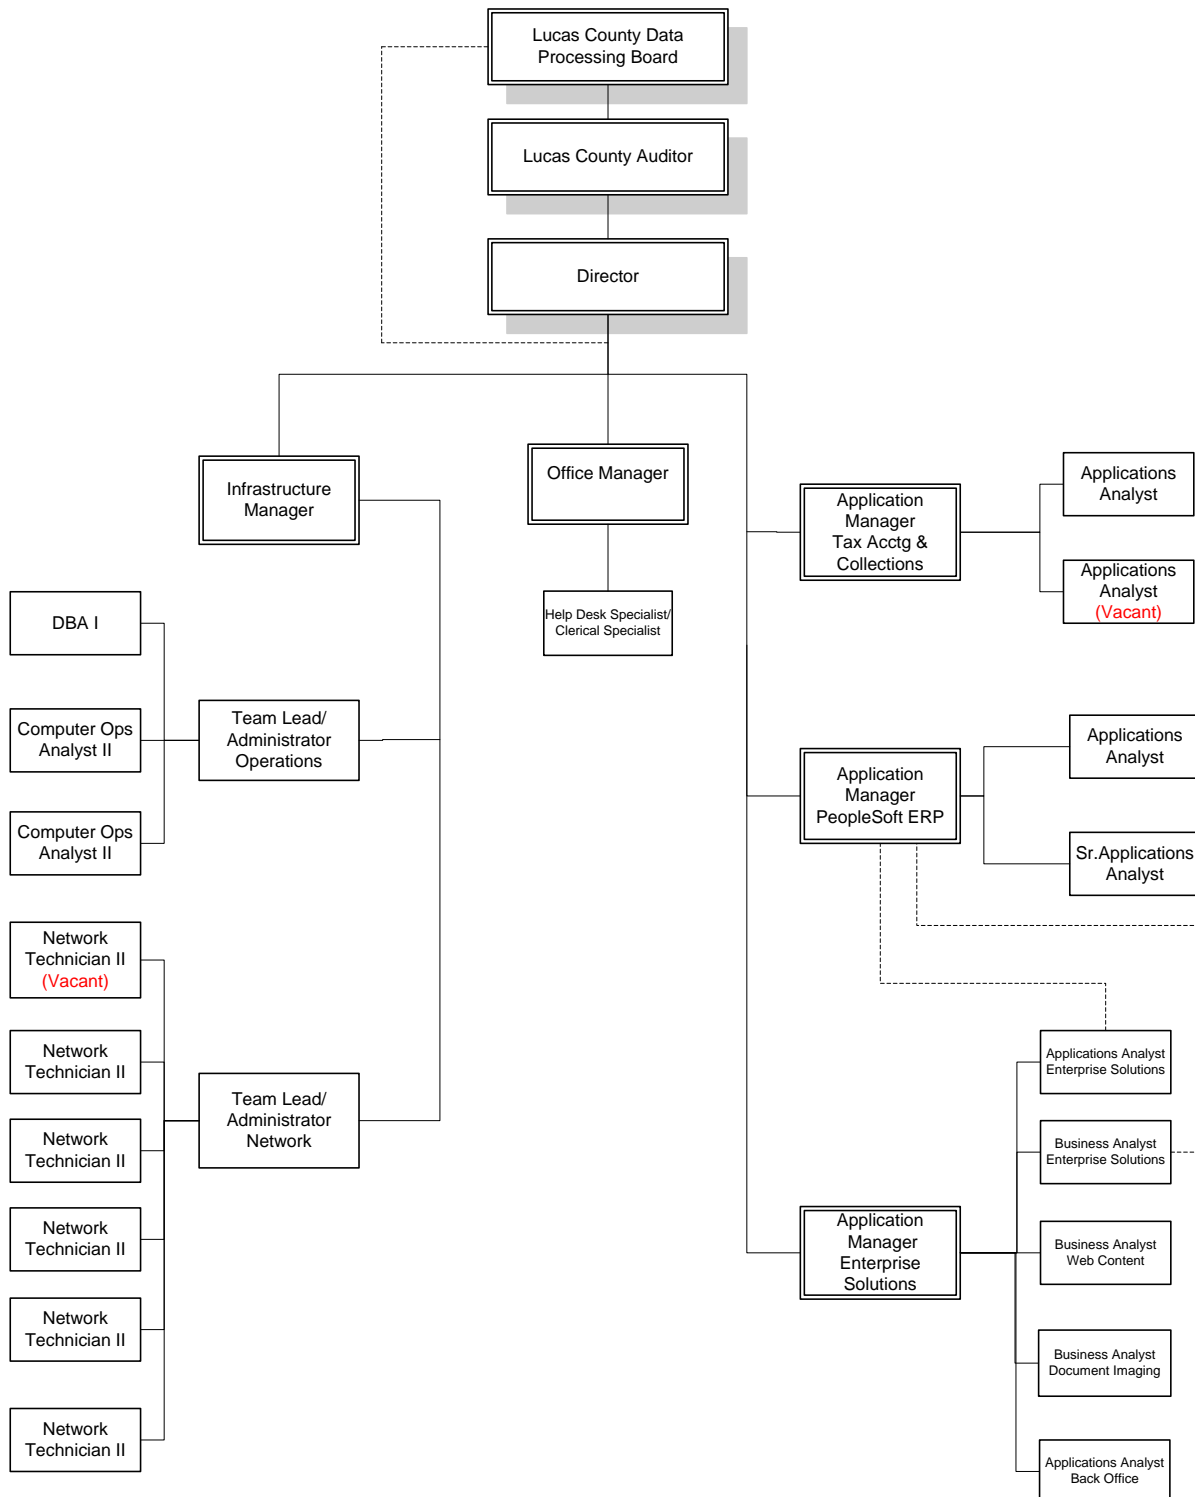 Lucas County Data
Processing Board
Lucas County Auditor
Director
Infrastructure
Manager
Office Manager
Application
Manager
Tax Acctg &
Collections
Applications
Analyst
Applications
Analyst
(Vacant)
Help Desk Specialist/
Clerical Specialist
DBA I
Computer Ops
Analyst II
Computer Ops
Analyst II
Team Lead/
Administrator
Operations
Application
Manager
PeopleSoft ERP
Applications
Analyst
Sr.Applications
Analyst
Network
Technician II
(Vacant)
Network
Technician II
Network
Technician II
Network
Technician II
Network
Technician II
Network
Technician II
Team Lead/
Administrator
Network
Application
Manager
Enterprise
Solutions
Applications Analyst
Enterprise Solutions
Business Analyst
Enterprise Solutions
Business Analyst
Web Content
Business Analyst
Document Imaging
Applications Analyst
Back Office